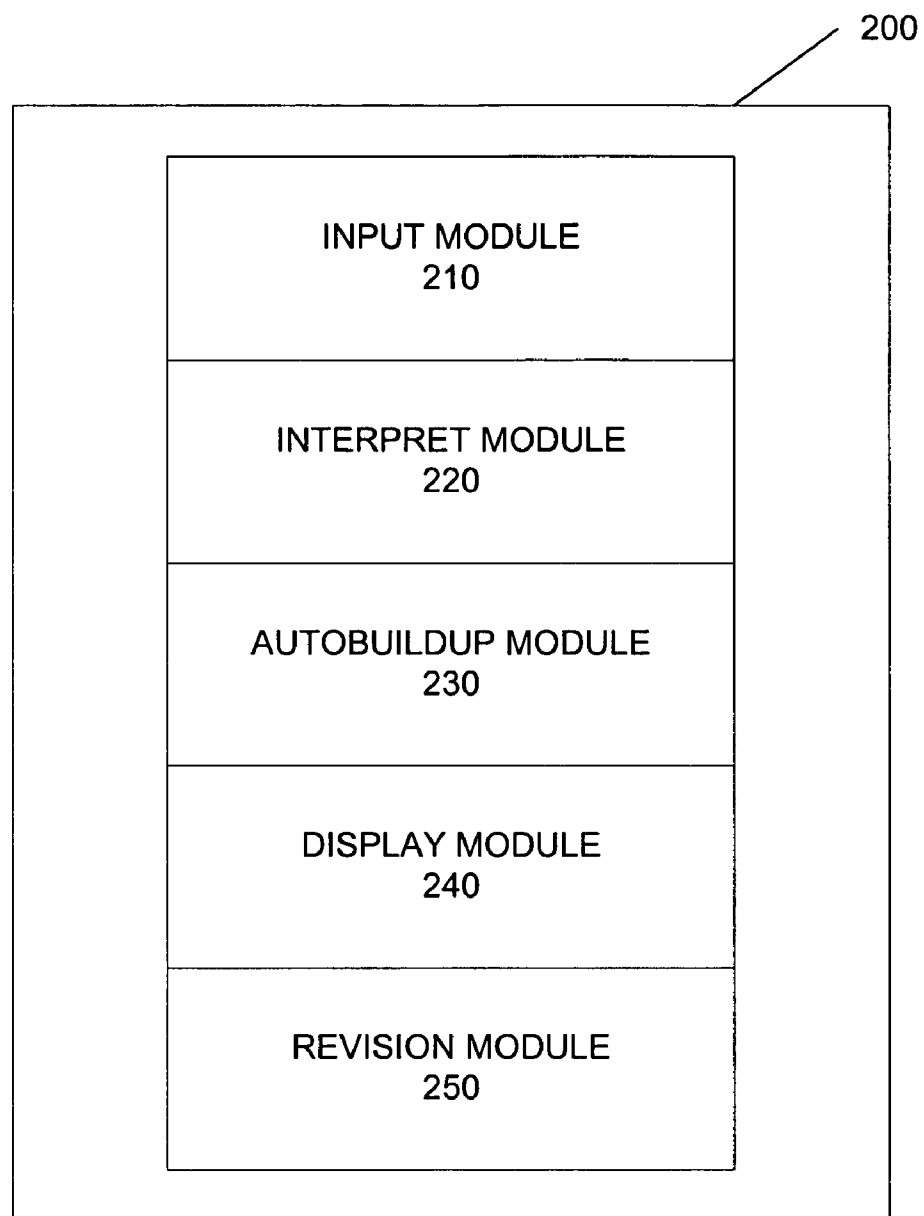 200
INPUT MODULE
210
INTERPRET MODULE
220
AUTOBUILDUP MODULE
230
DISPLAY MODULE
240
REVISION MODULE
250